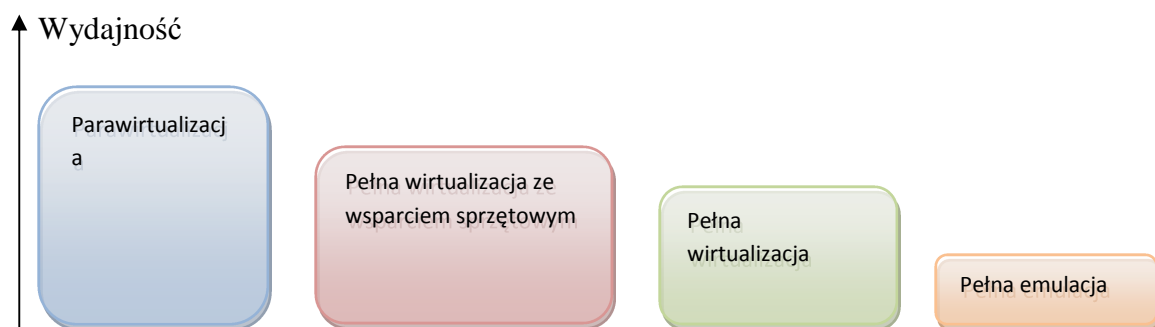 Wydajność
Parawirtualizacj
a
Pełna wirtualizacja ze
wsparciem sprzętowym
Pełna
wirtualizacja
Pełna emulacja